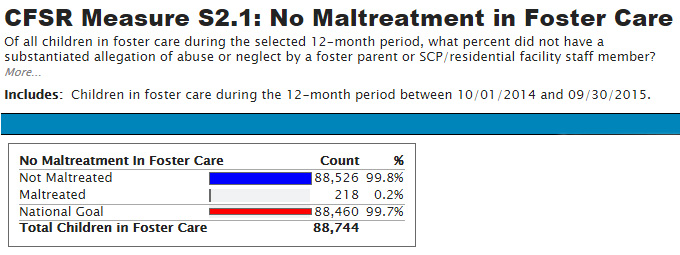 CFSR Measure S2.1: No Maltreatment in Foster Care
Of all children in foster care during the selected 12-month period, what percent did not have a
substantiated allegation of abuse or neglect by a foster parent or SCP/residential facility staff member?
More...
Includes: Children in foster care during the 12-month period between 10/01/2014 and 09/30/2015.
No Maltreatment In Foster Care Count %
Not Maltreated 88,526 99.8%
Maltreated 218 0.2%
National Goal 88,460 99.7%
Total Children in Foster Care 88,744